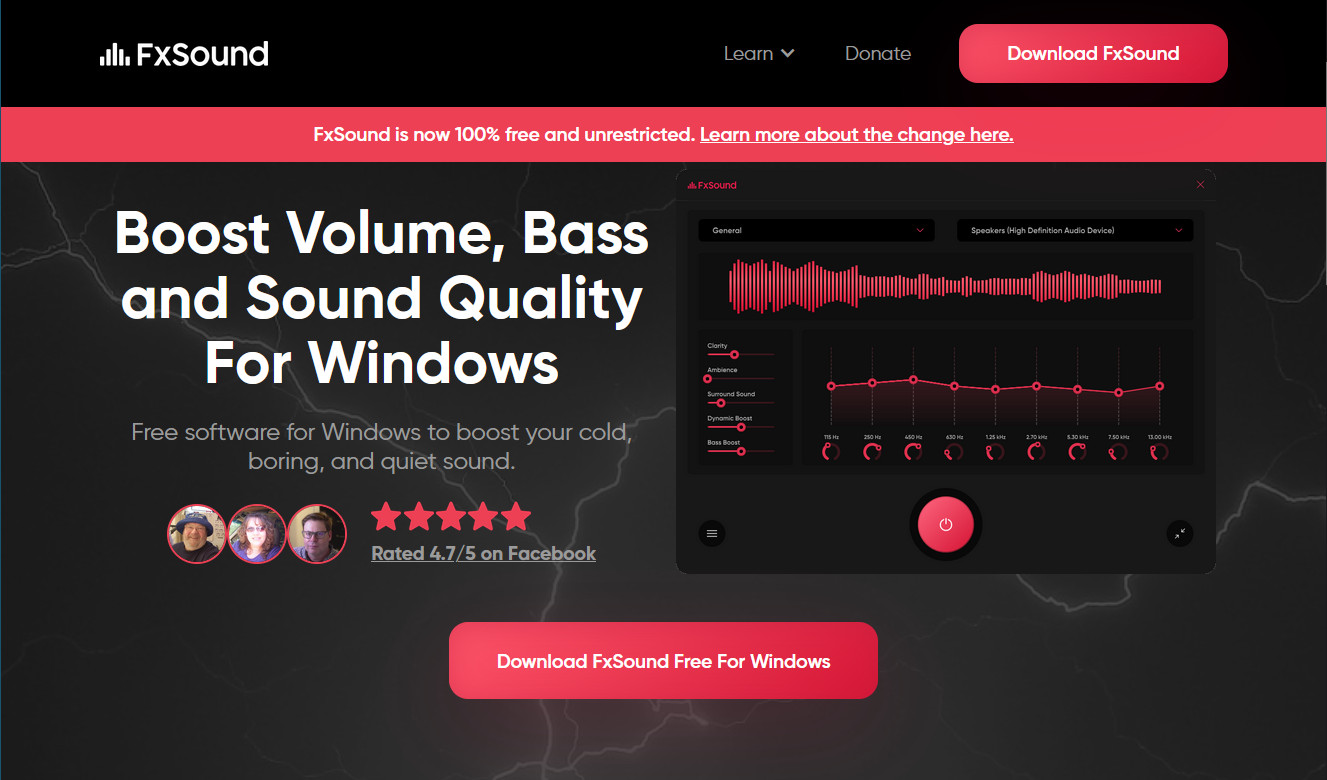 FxSound
Learn
Donate
Download FxSound
FxSound is now 100% free and unrestricted. Learn more about the change here.
Boost Volume, Bass
and Sound Quality
For Windows
Free software for Windows to boost your cold,
boring, and quiet sound.
Rated 4.7/5 on Facebook
FxSound
General
Speakers (High Definition Audio Device)
Clarity
Ambience
Surround Sound
Dynamic Boost
Bass Boost
115 Hz 250 Hz 450 Hz 630 Hz 1.25 kHz 2.70 kHz 5.30 kHz 7.50 kHz 13.00 kHz
Download FxSound Free For Windows